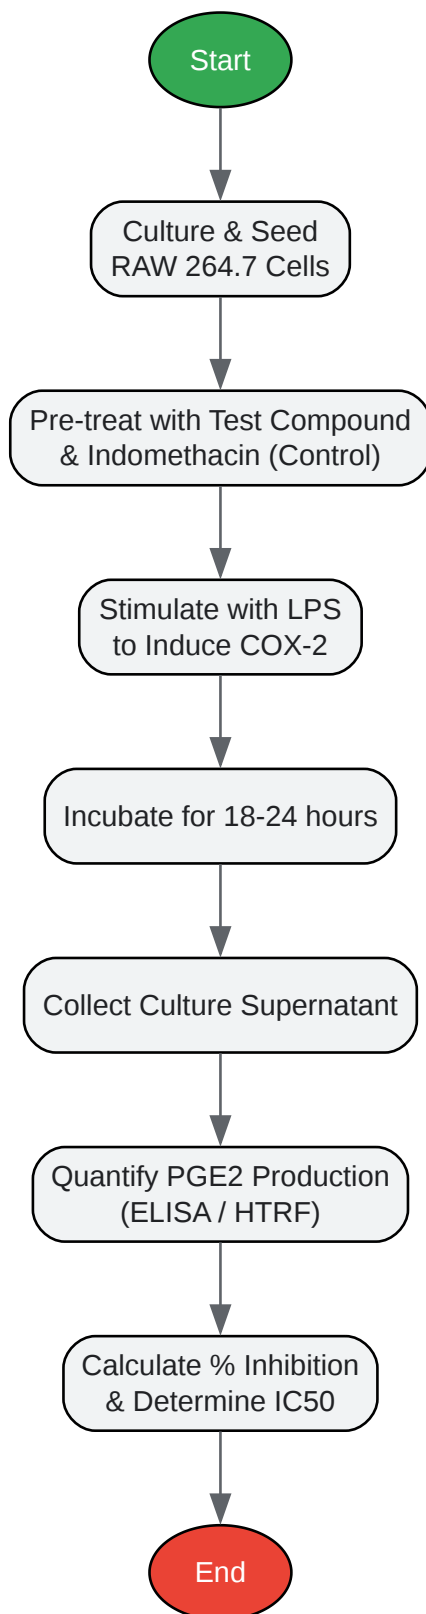 Start
Culture & Seed
RAW 264.7 Cells
Pre-treat with Test Compound
& Indomethacin (Control)
Stimulate with LPS
to Induce COX-2
Incubate for 18-24 hours
Collect Culture Supernatant
Quantify PGE2 Production
(ELISA / HTRF)
Calculate % Inhibition
& Determine IC50
End